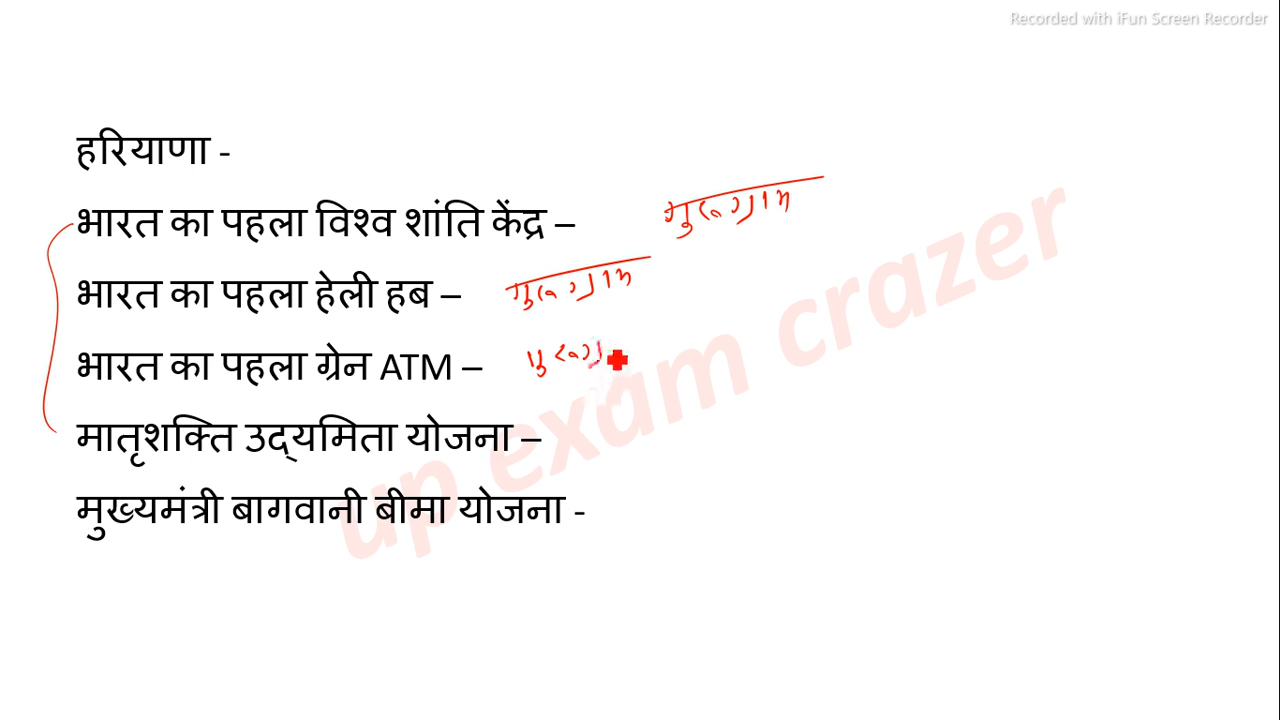 Recorded with iFun Screen Recorder
हरियाणा -
भारत का पहला विश्व शांति केंद्र – गुरुग्राम
भारत का पहला हेली हब – गुरुग्राम
भारत का पहला ग्रेन ATM –
मातृशक्ति उद्यमिता योजना –
मुख्यमंत्री बागवानी बीमा योजना -
up exam crazer